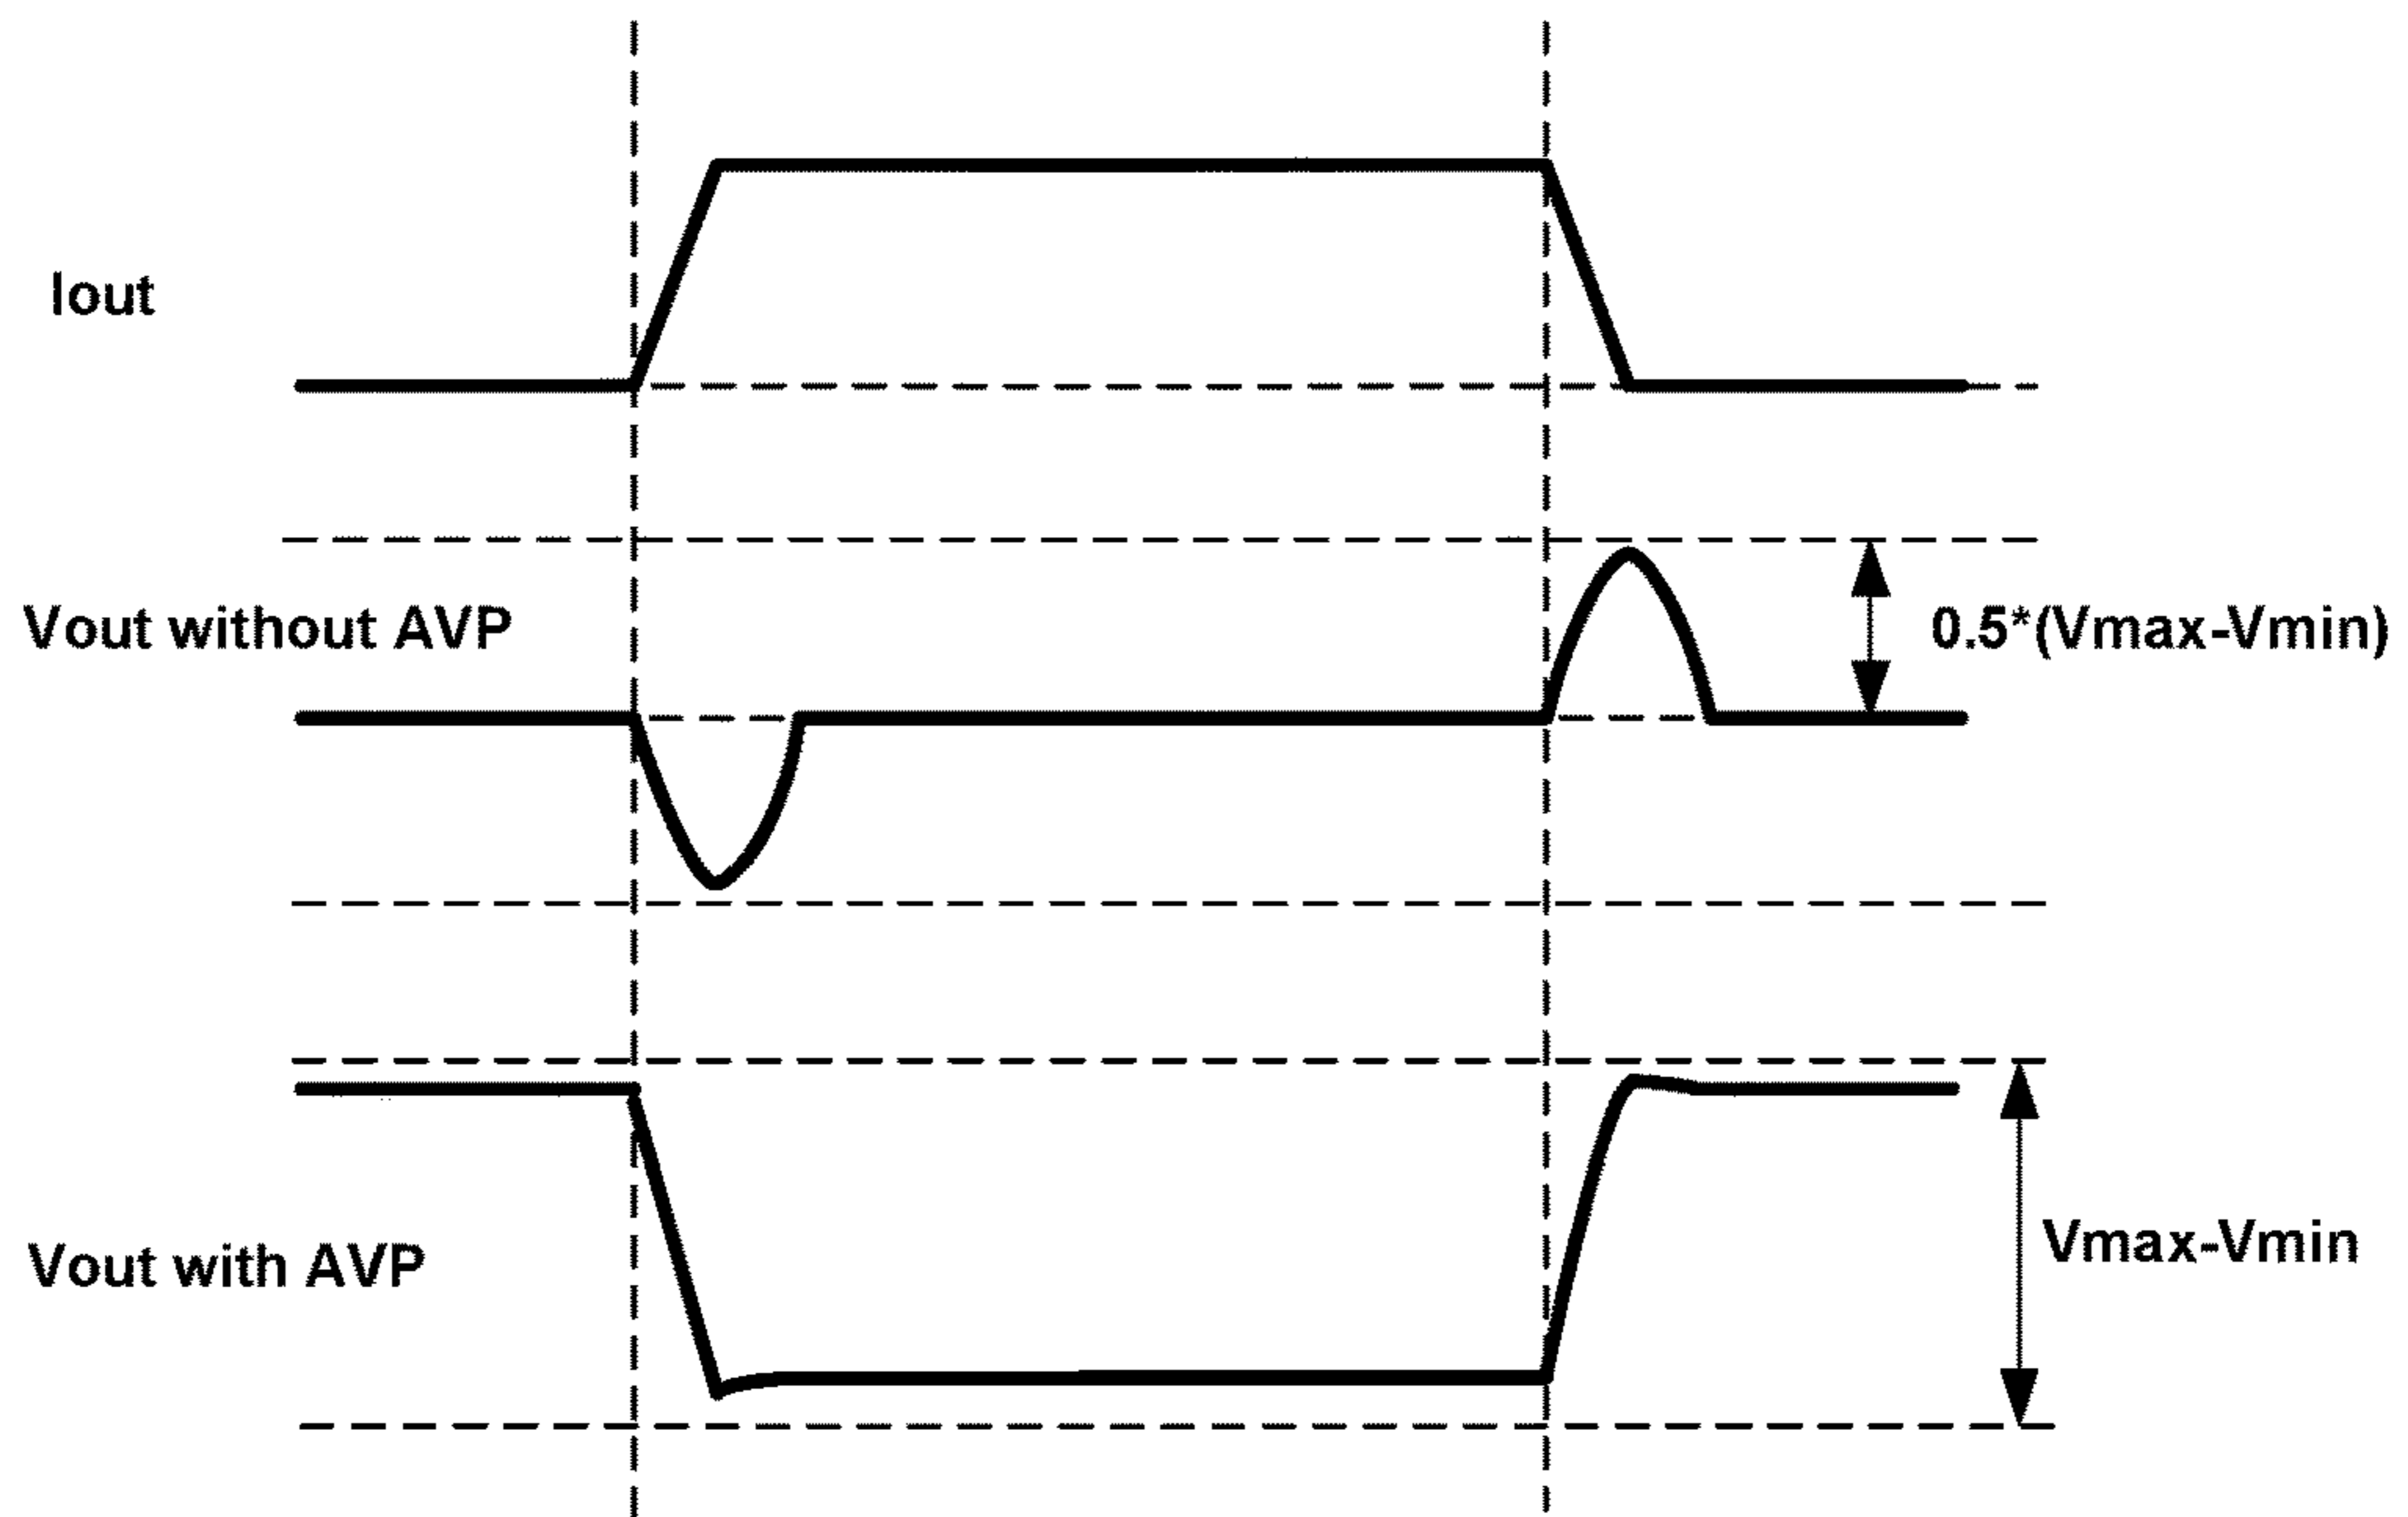 Iout
Vout without AVP
0.5*(Vmax-Vmin)
Vout with AVP
Vmax-Vmin